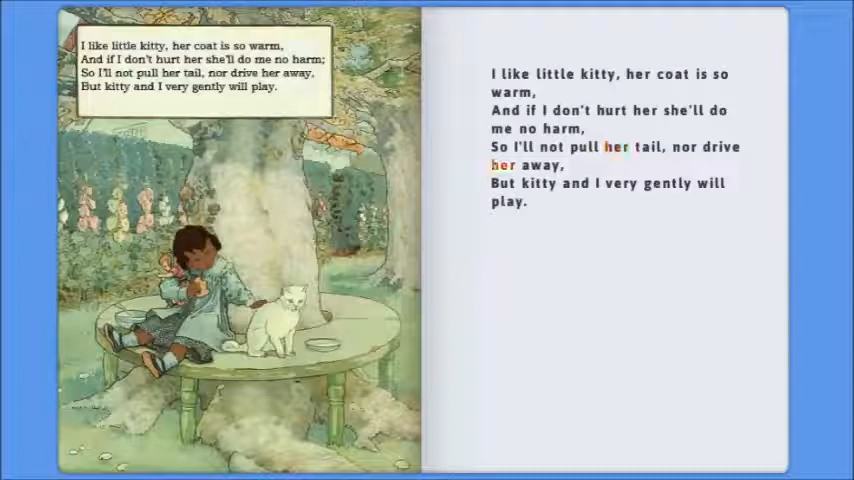 I like little kitty, her coat is so warm,
And if I don't hurt her she'll do me no harm;
So I'll not pull her tail, nor drive her away,
But kitty and I very gently will play.
I like little kitty, her coat is so
warm,
And if I don't hurt her she'll do
me no harm,
So I'll not pull her tail, nor drive
her away,
But kitty and I very gently will
play.